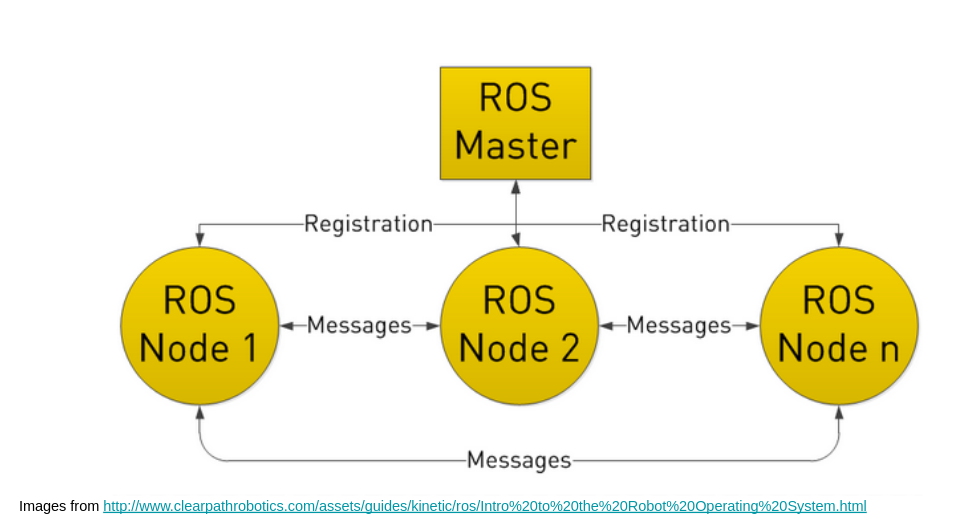 ROS
Master
Registration
Registration
ROS
Node 1
Messages
ROS
Node 2
Messages
ROS
Node n
Messages
Images from http://www.clearpathrobotics.com/assets/guides/kinetic/ros/Intro%20to%20the%20Robot%20Operating%20System.html